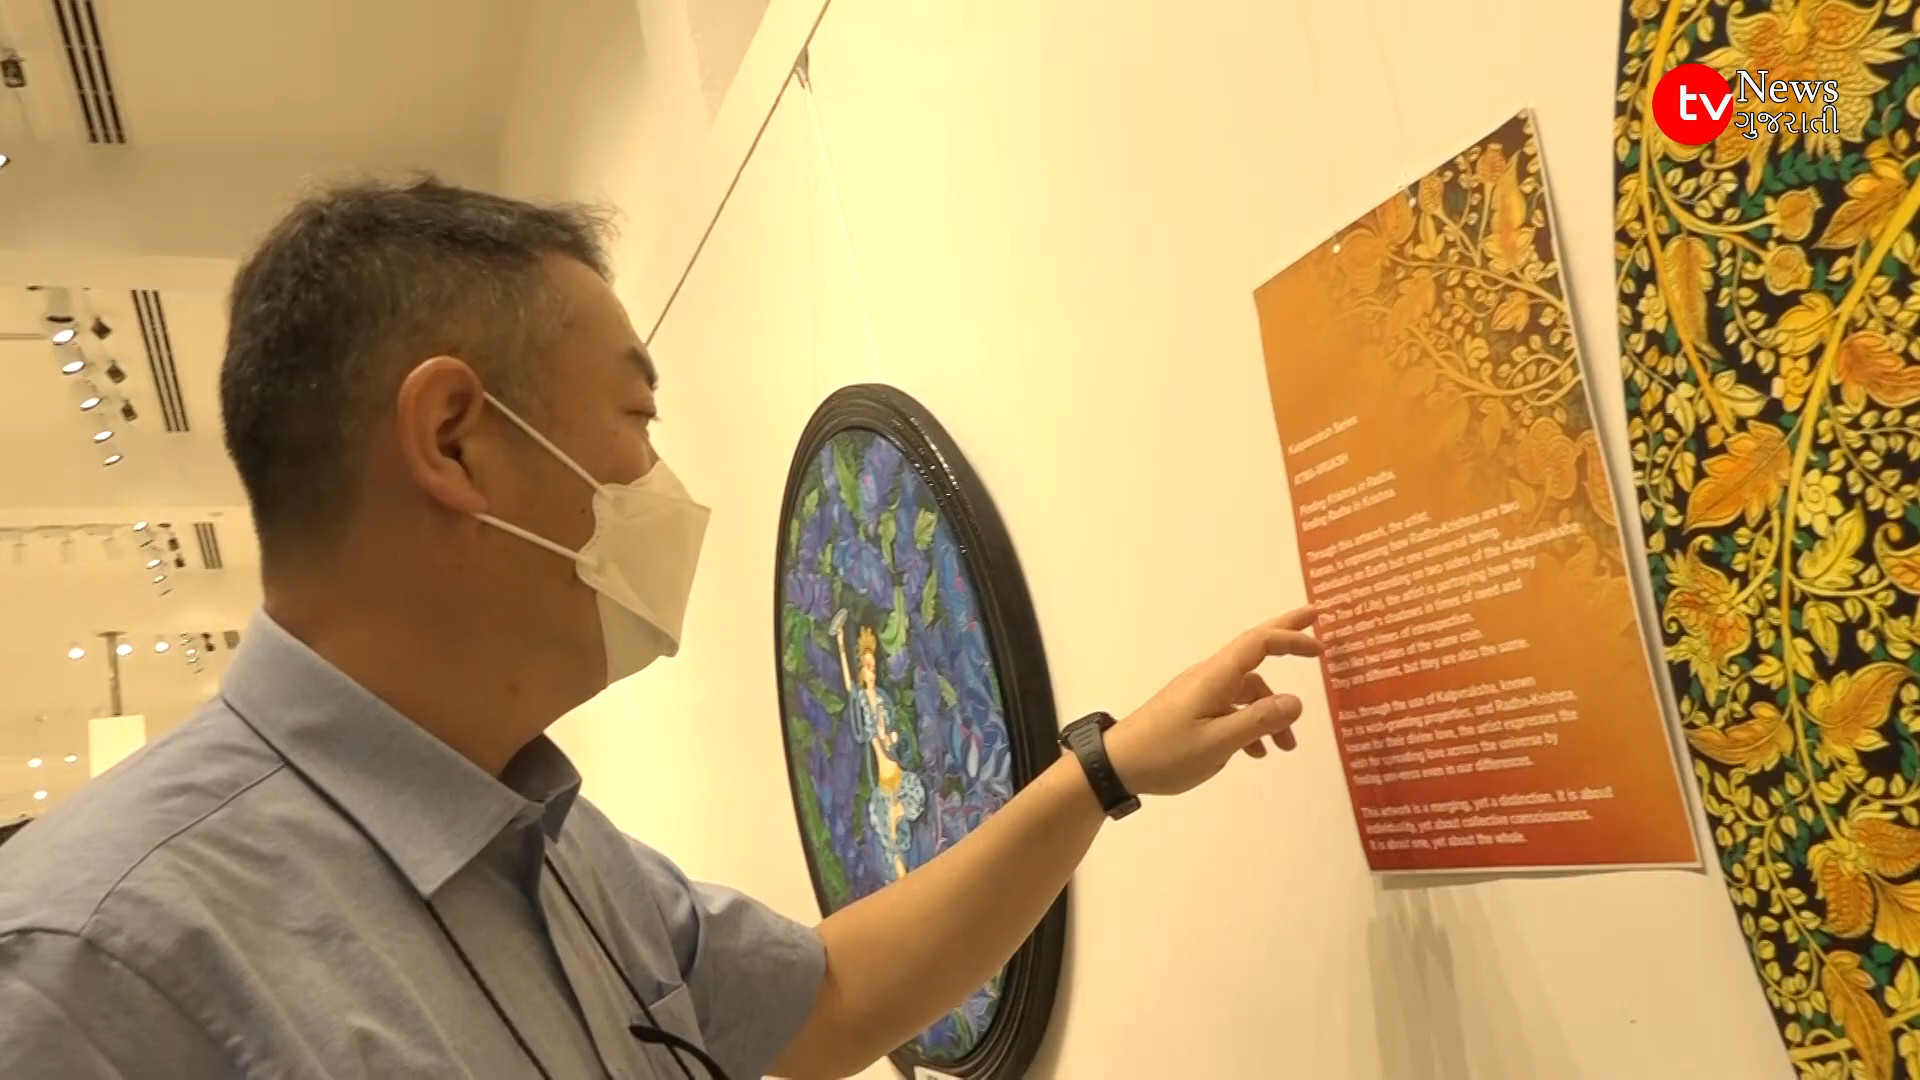 tv News
ગુજરાતી
Kalpvruksh Series
Finding Krishna in Radha,
finding Radha in Krishna.
Through this artwork, the artist,
is expressing how Radha-Krishna are two
individuals on Earth but one universal being.
them standing on two sides of the Kalpavruksha
(The Tree of Life), the artist is portraying how they
other's shadows in times of need and
reflections in times of introspection.
Much like two sides of the same coin.
They are different, but they are also the same.
Also, through the use of Kalpvruksha, known
for its wish-granting properties, and Radha-Krishna,
known for their divine love, the artist expresses the
wish for spreading love across the universe by
finding one-ness even in our differences.
This artwork is a merging, yet a distinction. It is about
individuality, yet about collective consciousness.
It is about one, yet about the whole.